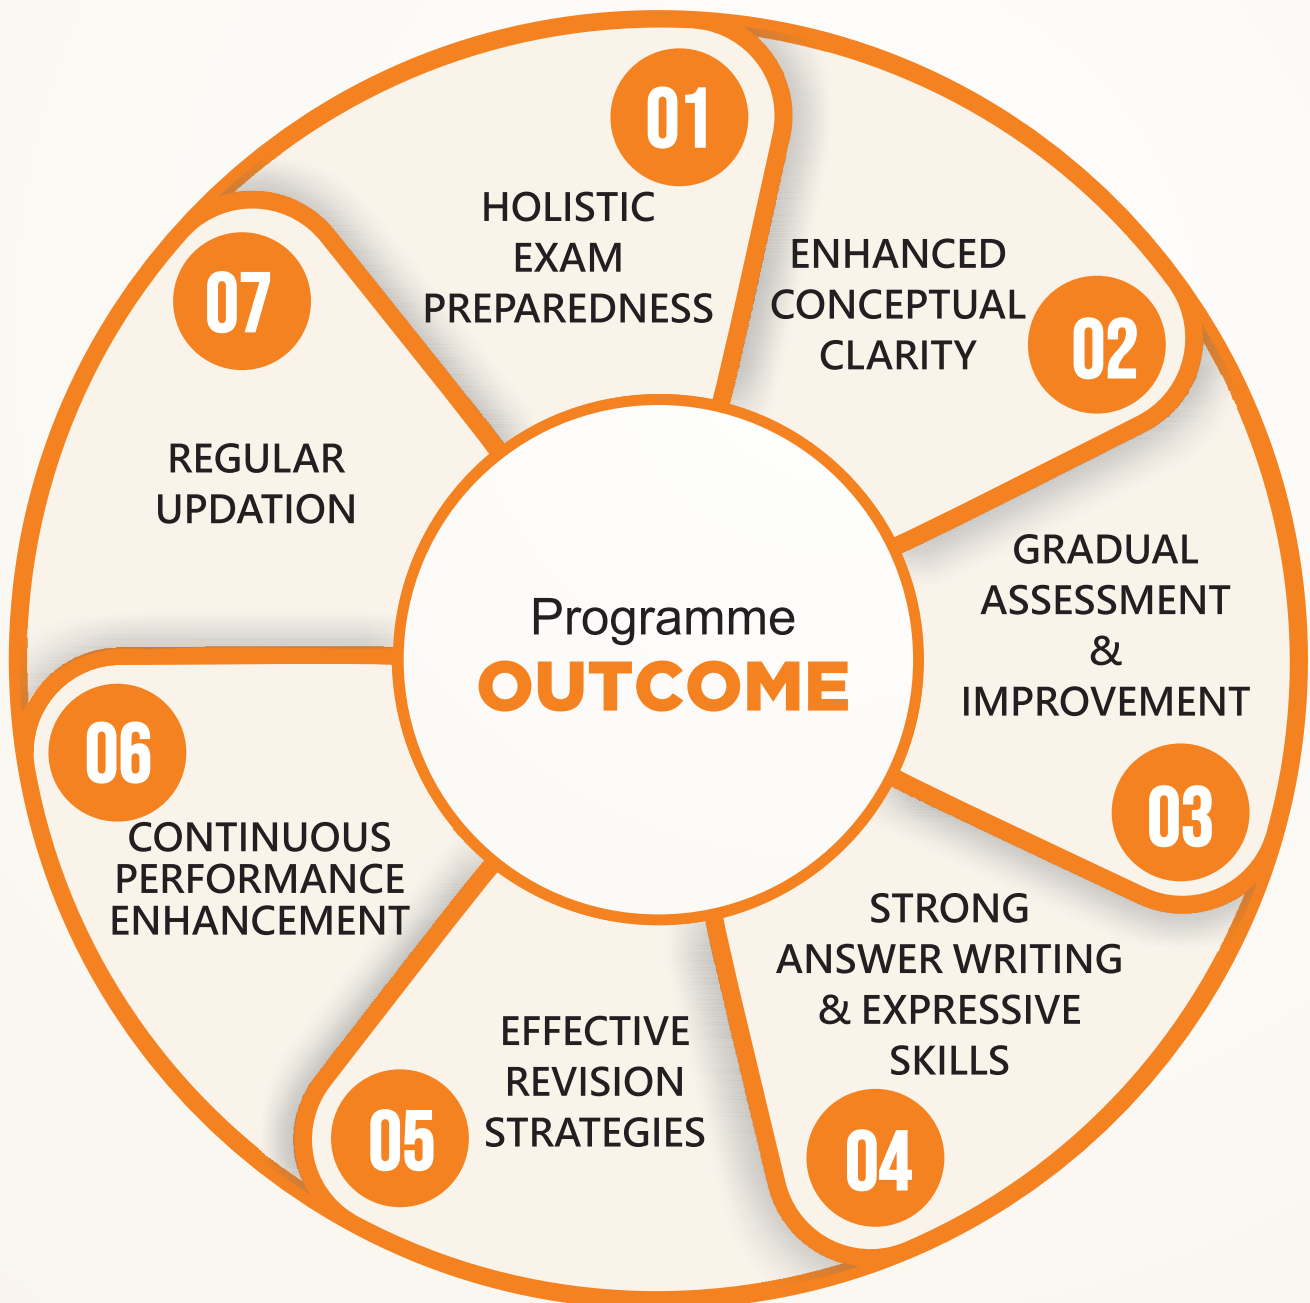 Programme
OUTCOME
01
HOLISTIC
EXAM
PREPAREDNESS
02
ENHANCED
CONCEPTUAL
CLARITY
03
GRADUAL
ASSESSMENT
&
IMPROVEMENT
04
STRONG
ANSWER WRITING
& EXPRESSIVE
SKILLS
05
EFFECTIVE
REVISION
STRATEGIES
06
CONTINUOUS
PERFORMANCE
ENHANCEMENT
07
REGULAR
UPDATION